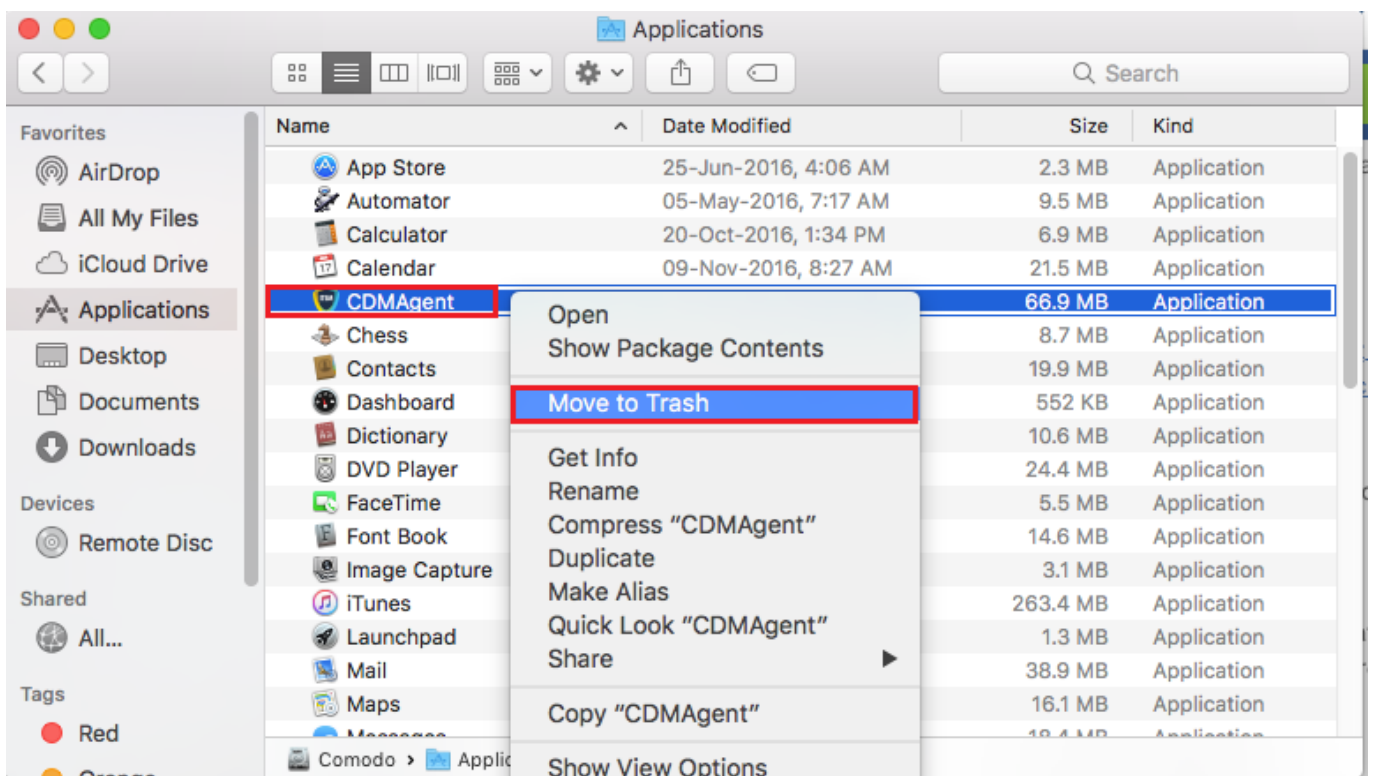 Applications
Search
Favorites
AirDrop
All My Files
iCloud Drive
Applications
Desktop
Documents
Downloads
Devices
Remote Disc
Shared
All...
Tags
Red
Orange
Name Date Modified Size Kind
App Store 25-Jun-2016, 4:06 AM 2.3 MB Application
Automator 05-May-2016, 7:17 AM 9.5 MB Application
Calculator 20-Oct-2016, 1:34 PM 6.9 MB Application
Calendar 09-Nov-2016, 8:27 AM 21.5 MB Application
CDMAgent 66.9 MB Application
Chess 8.7 MB Application
Contacts 19.9 MB Application
Dashboard 552 KB Application
Dictionary 10.6 MB Application
DVD Player 24.4 MB Application
FaceTime 5.5 MB Application
Font Book 14.6 MB Application
Image Capture 3.1 MB Application
iTunes 263.4 MB Application
Launchpad 1.3 MB Application
Mail 38.9 MB Application
Maps 16.1 MB Application
Messages 18.4 MB Application
Comodo › Applic
Open
Show Package Contents
Move to Trash
Get Info
Rename
Compress “CDMAgent”
Duplicate
Make Alias
Quick Look “CDMAgent”
Share
Copy “CDMAgent”
Show View Options